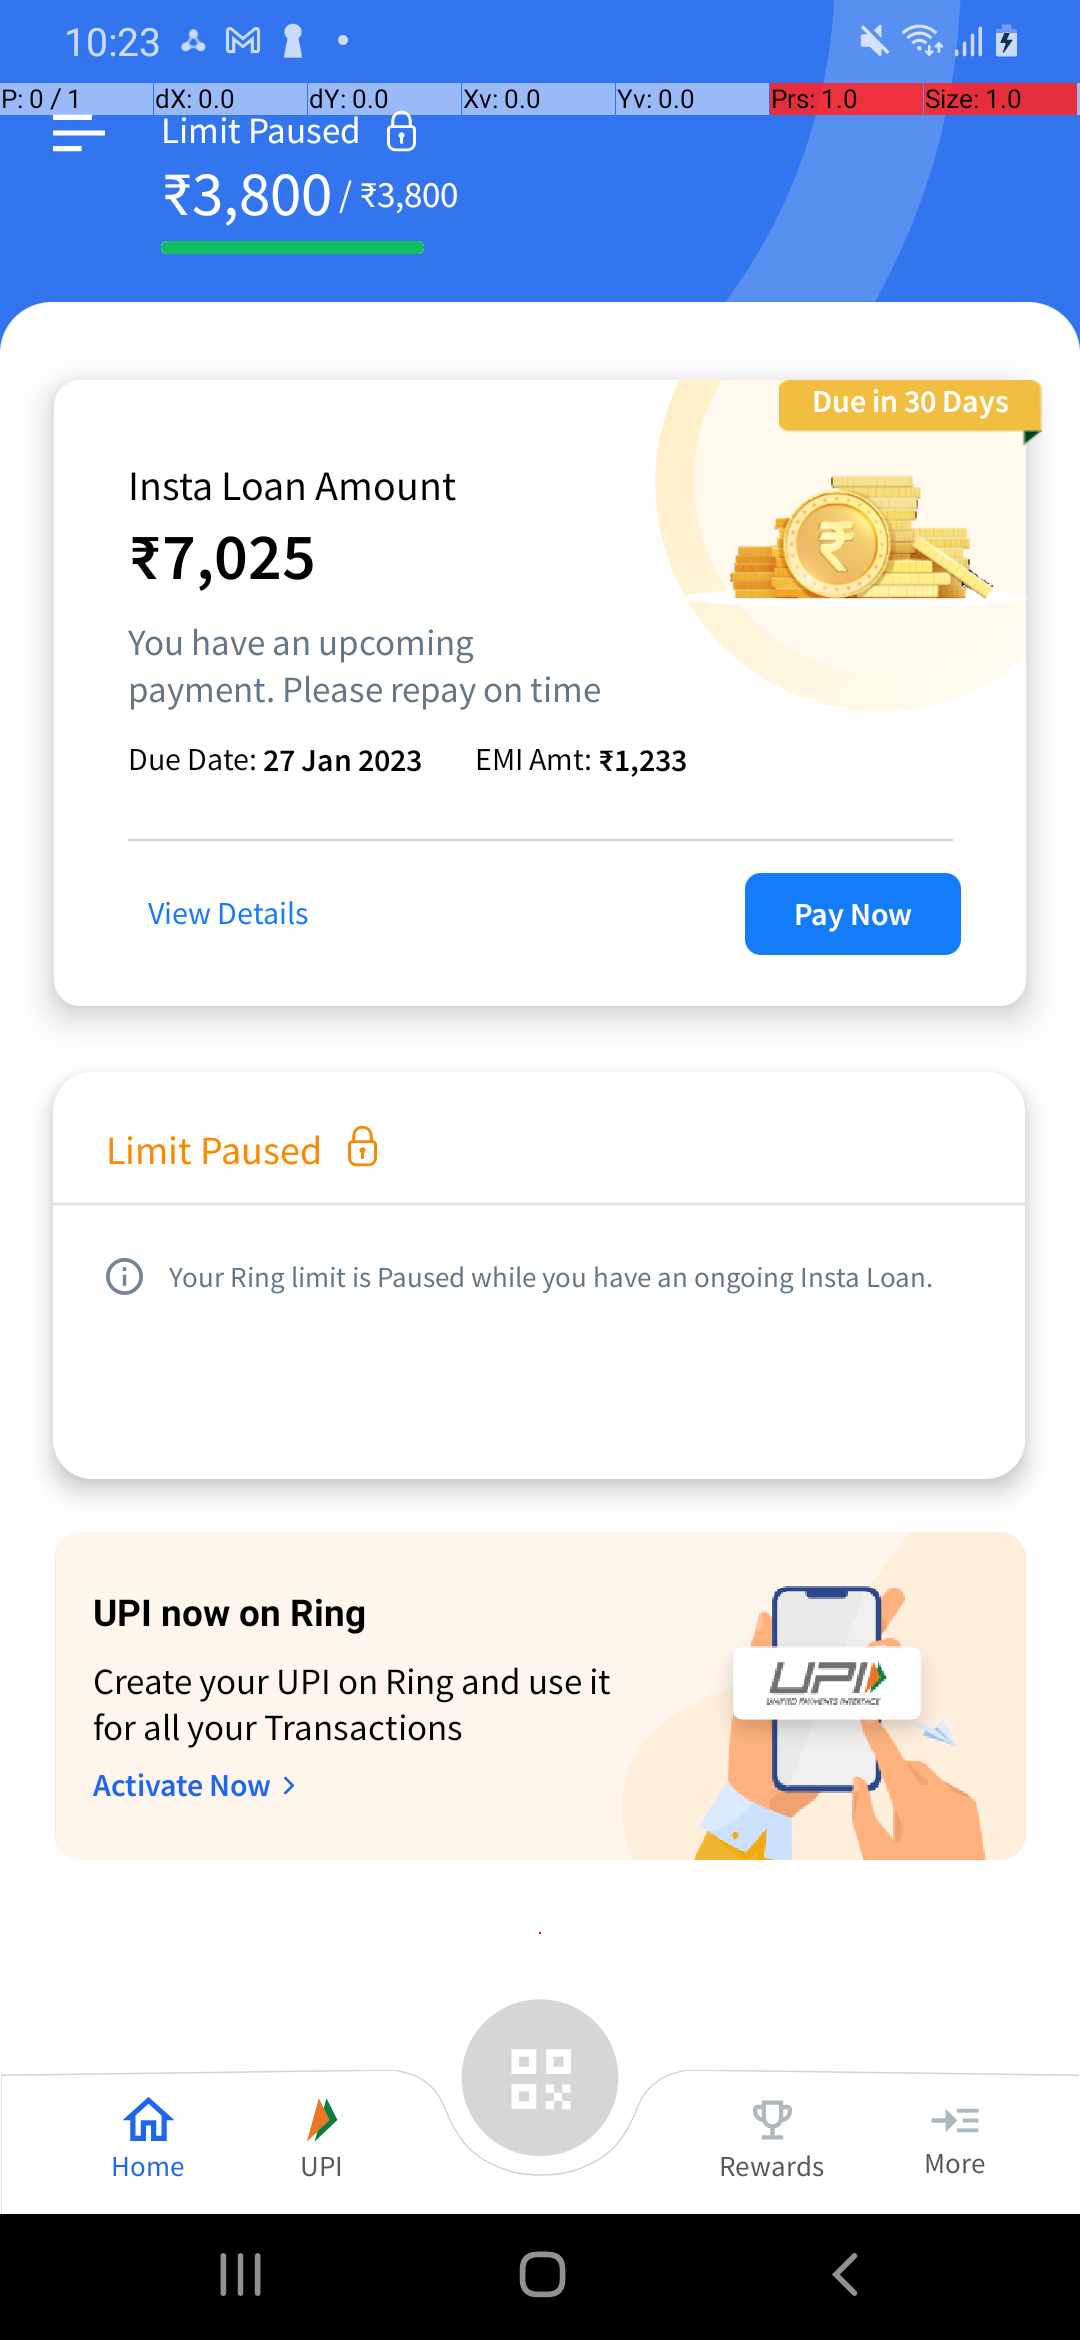 10:23
P: 0 / 1 dX: 0.0 dY: 0.0 Xv: 0.0 Yv: 0.0 Prs: 1.0 Size: 1.0
Limit Paused
₹3,800 / ₹3,800
Due in 30 Days
Insta Loan Amount
₹7,025
You have an upcoming
payment. Please repay on time
Due Date: 27 Jan 2023 EMI Amt: ₹1,233
View Details Pay Now
Limit Paused
Your Ring limit is Paused while you have an ongoing Insta Loan.
UPI now on Ring
Create your UPI on Ring and use it
for all your Transactions
Activate Now >
UPI
UNIFIED PAYMENTS INTERFACE
Home UPI Rewards More